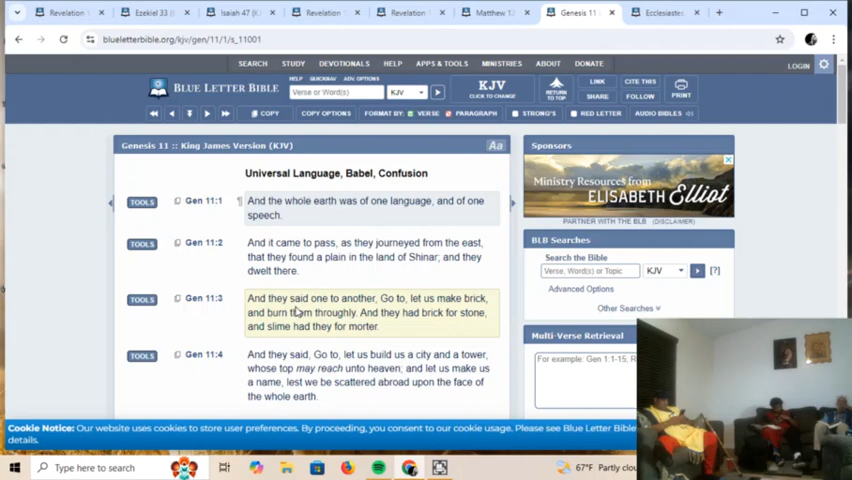 Revelation 1
Ezekiel 33 (
Isaiah 47 (K
Revelation 1
Revelation 1
Matthew 12
Genesis 11
Ecclesiastes
blueletterbible.org/kjv/gen/11/1/s_11001
SEARCH STUDY DEVOTIONALS HELP APPS & TOOLS MINISTRIES ABOUT DONATE
LOGIN
BLUE LETTER BIBLE
HELP QUICKNAV ADV. OPTIONS
Verse or Word(s) KJV
KJV
CLICK TO CHANGE
RETURN
TO TOP
LINK
SHARE
CITE THIS
FOLLOW
PRINT
COPY COPY OPTIONS FORMAT BY: VERSE PARAGRAPH STRONG'S RED LETTER AUDIO BIBLES
Genesis 11 :: King James Version (KJV)
Aa
Universal Language, Babel, Confusion
TOOLS Gen 11:1 ¶ And the whole earth was of one language, and of one
speech.
TOOLS Gen 11:2 And it came to pass, as they journeyed from the east,
that they found a plain in the land of Shinar; and they
dwelt there.
TOOLS Gen 11:3 And they said one to another, Go to, let us make brick,
and burn them throughly. And they had brick for stone,
and slime had they for morter.
TOOLS Gen 11:4 And they said, Go to, let us build us a city and a tower,
whose top may reach unto heaven; and let us make us
a name, lest we be scattered abroad upon the face of
the whole earth.
Sponsors
Ministry Resources from
ELISABETH
Elliot
PARTNER WITH THE BLB (DISCLAIMER)
BLB Searches
Search the Bible
Verse, Word(s) or Topic KJV [?]
Advanced Options
Other Searches
Multi-Verse Retrieval
For example: Gen 1:1-15; R
Cookie Notice: Our website uses cookies to store user preferences. By proceeding, you consent to our cookie usage. Please see Blue Letter Bible
details.
Type here to search
67°F Partly clou